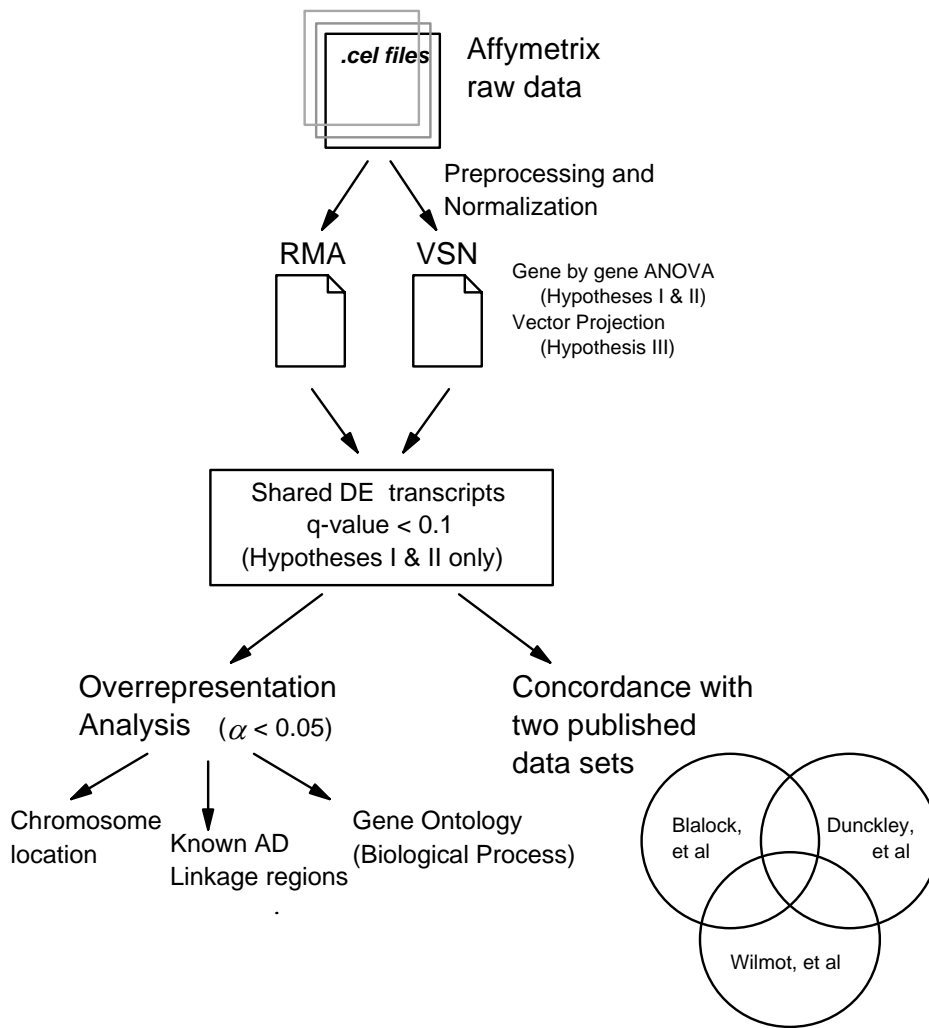 .cel files
Affymetrix
raw data
Preprocessing and
Normalization
RMA
VSN
Gene by gene ANOVA
(Hypotheses I & II)
Vector Projection
(Hypothesis III)
Shared DE transcripts
q-value < 0.1
(Hypotheses I & II only)
Overrepresentation
Analysis (α < 0.05)
Concordance with
two published
data sets
Chromosome
location
Known AD
Linkage regions
.
Gene Ontology
(Biological Process)
Blalock,
et al
Dunckley,
et al
Wilmot, et al